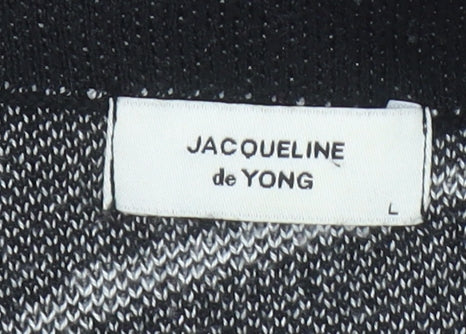 JACQUELINE
de YONG
L